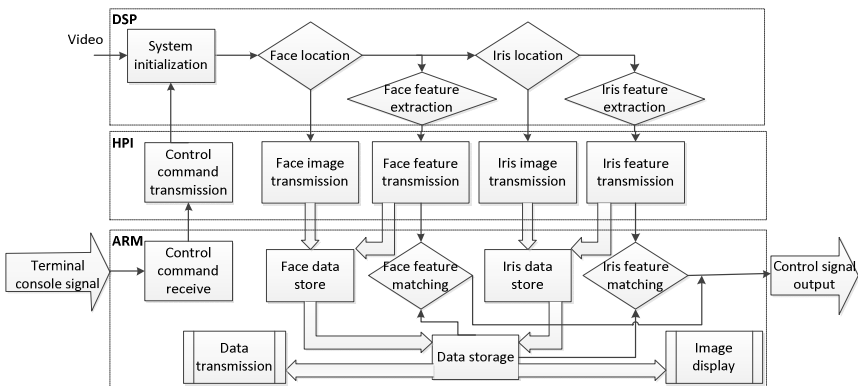 DSP
Video
System
initialization
Face location
Iris location
Face feature
extraction
Iris feature
extraction
HPI
Control
command
transmission
Face image
transmission
Face feature
transmission
Iris image
transmission
Iris feature
transmission
ARM
Terminal
console signal
Control
command
receive
Face data
store
Face feature
matching
Iris data
store
Iris feature
matching
Control signal
output
Data
transmission
Data storage
Image
display